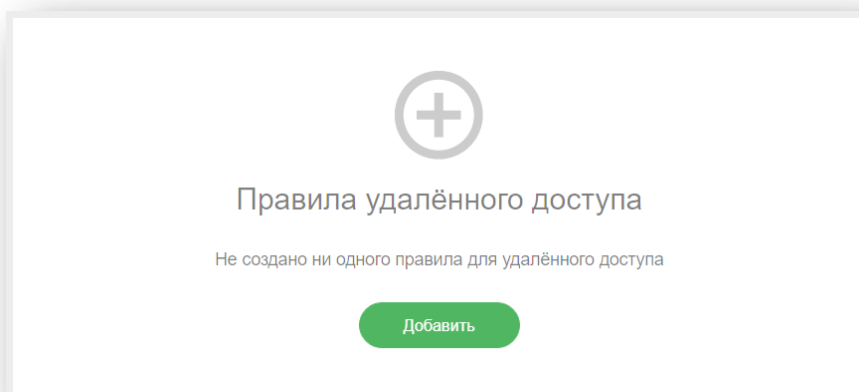 Правила удалённого доступа
Не создано ни одного правила для удалённого доступа
Добавить